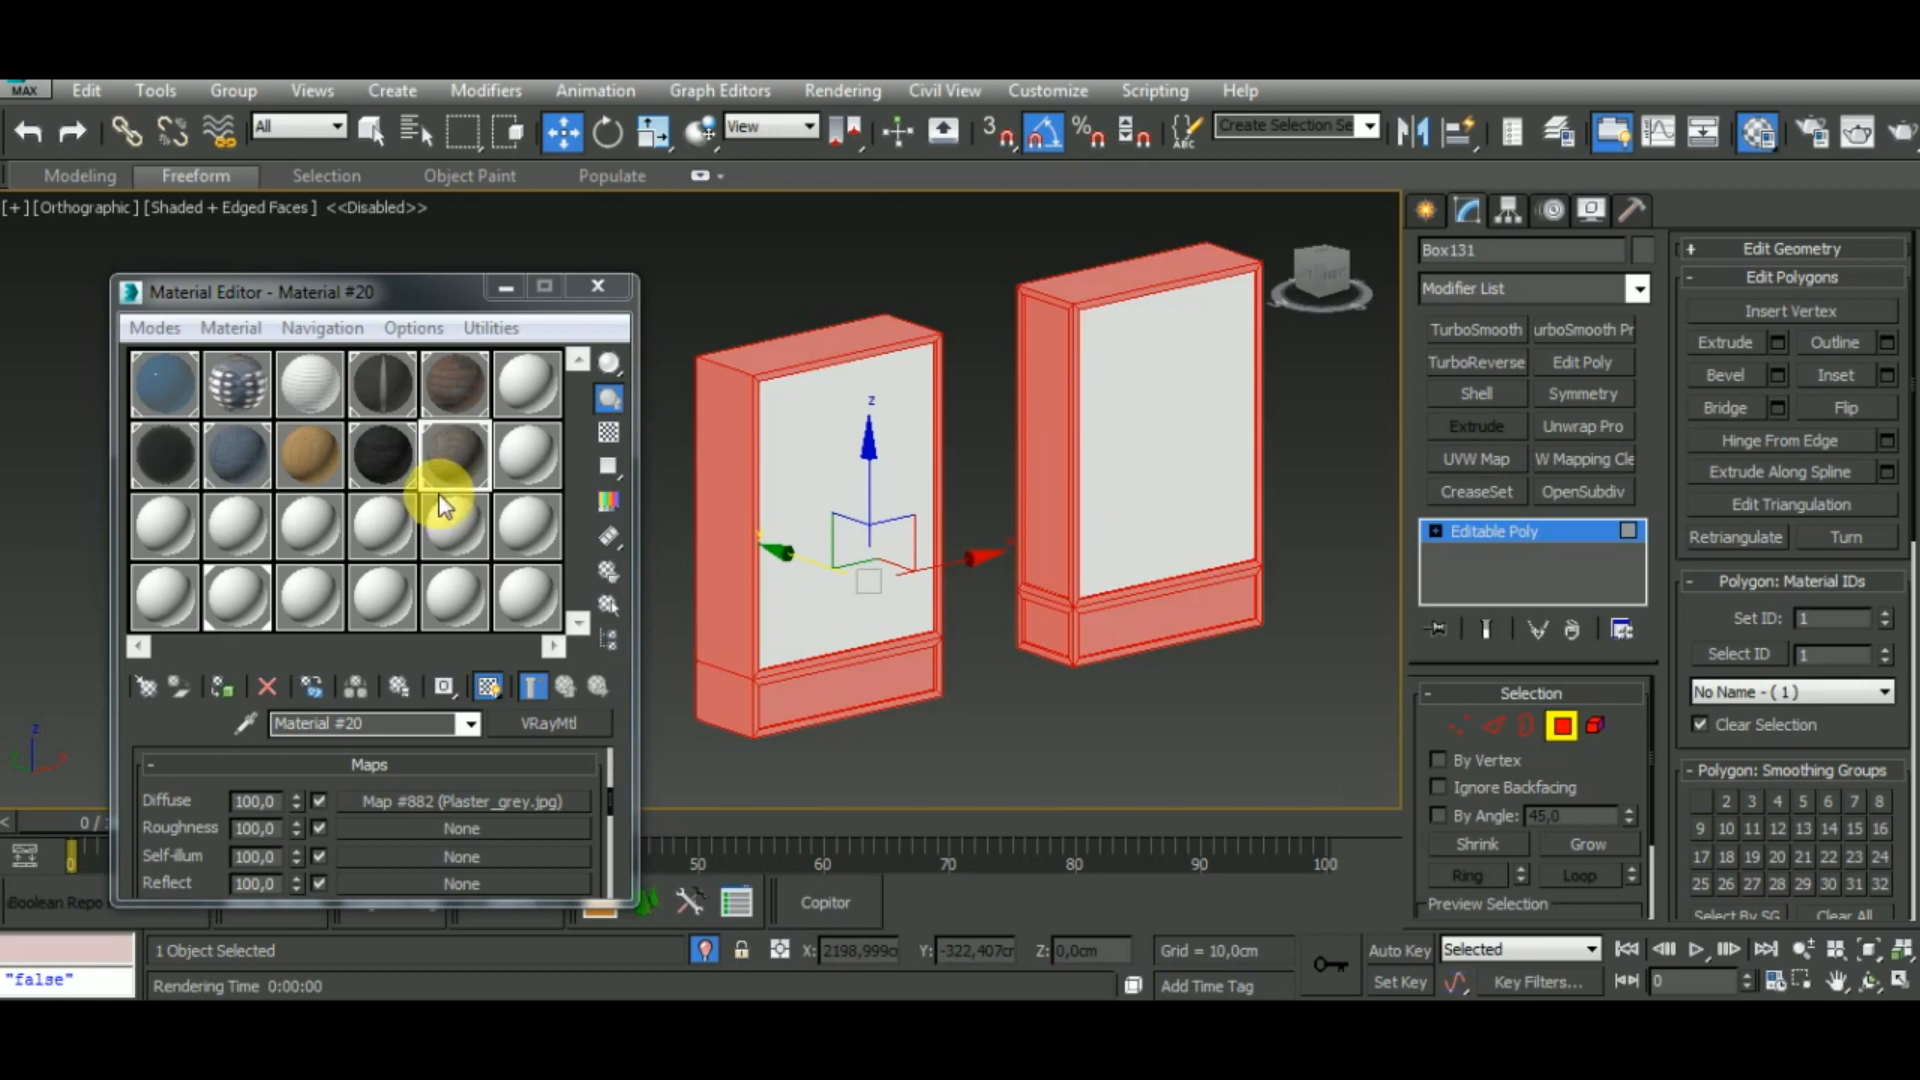 MAX Edit Tools Group Views Create Modifiers Animation Graph Editors Rendering Civil View Customize Scripting Help
All View 3 % ABC Create Selection Se
Modeling Freeform Selection Object Paint Populate
[+][Orthographic][Shaded + Edged Faces] <<Disabled>>
Material Editor - Material #20
Modes Material Navigation Options Utilities
Material #20 VRayMtl
- Maps
Diffuse 100,0 Map #882 (Plaster_grey.jpg)
Roughness 100,0 None
Self-illum 100,0 None
Reflect 100,0 None
z
z
Box131
Modifier List
TurboSmooth urboSmooth Pr
TurboReverse Edit Poly
Shell Symmetry
Extrude Unwrap Pro
UVW Map W Mapping Cle
CreaseSet OpenSubdiv
Editable Poly
- Selection
By Vertex
Ignore Backfacing
By Angle: 45,0
Shrink Grow
Ring Loop
Preview Selection
+ Edit Geometry
- Edit Polygons
Insert Vertex
Extrude Outline
Bevel Inset
Bridge Flip
Hinge From Edge
Extrude Along Spline
Edit Triangulation
Retriangulate Turn
- Polygon: Material IDs
Set ID: 1
Select ID 1
No Name - ( 1 )
Clear Selection
- Polygon: Smoothing Groups
2 3 4 5 6 7 8
9 10 11 12 13 14 15 16
17 18 19 20 21 22 23 24
25 26 27 28 29 30 31 32
Select By SG Clear All
< 0 /
0 50 60 70 80 90 100
Boolean Repo Copitor
1 Object Selected X: 2198,999c Y: -322,407cr Z: 0,0cm Grid = 10,0cm Auto Key Selected
"false" Rendering Time 0:00:00 Add Time Tag Set Key Key Filters... 0